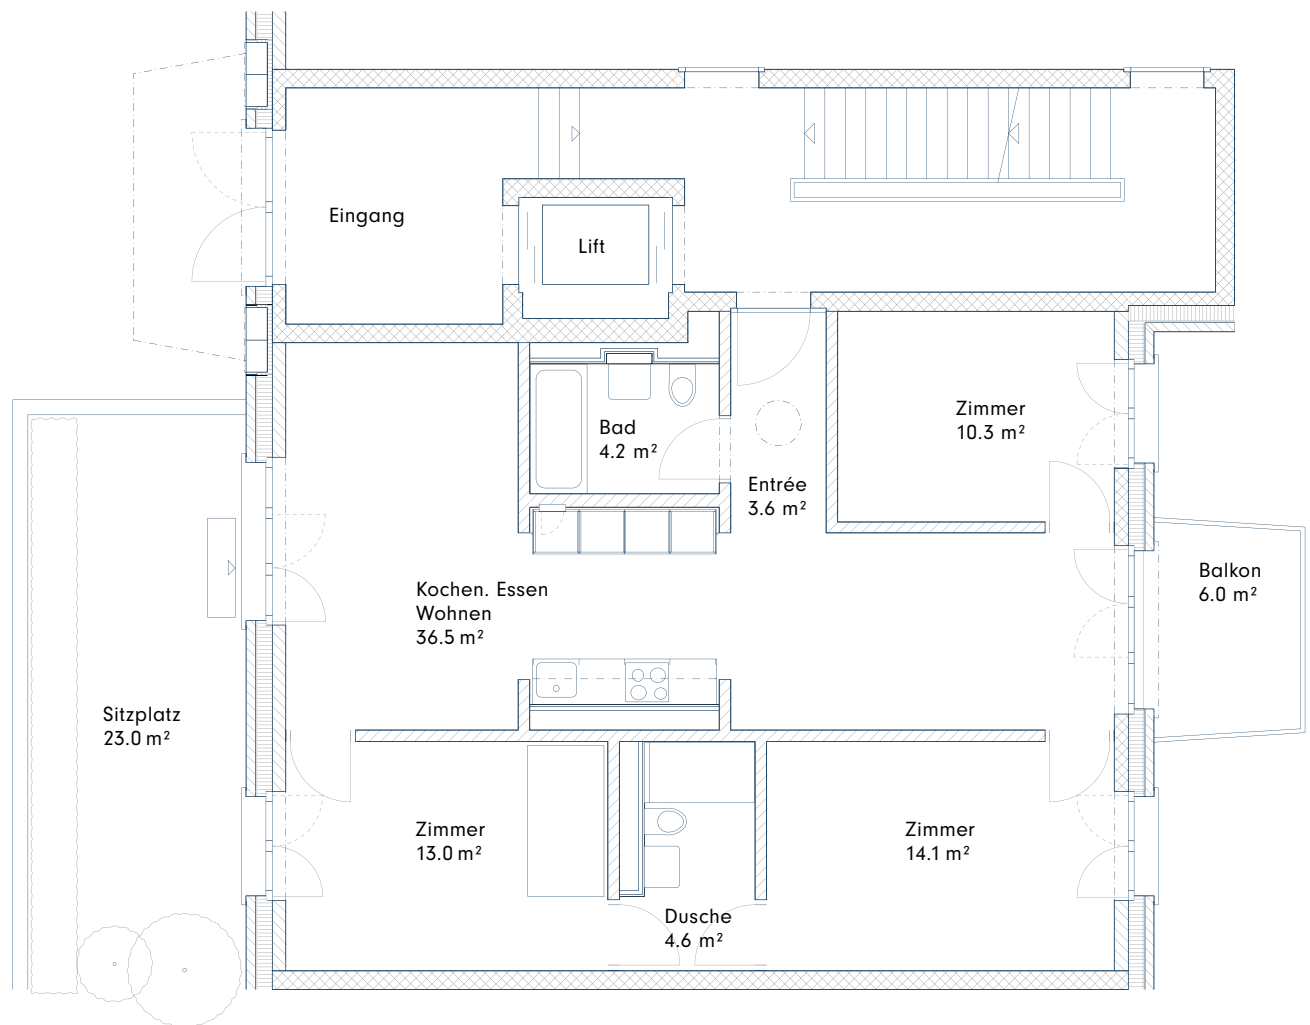 Eingang
Lift
Zimmer
10.3 m²
Bad
4.2 m²
Entrée
3.6 m²
Kochen. Essen
Wohnen
36.5 m²
Balkon
6.0 m²
Sitzplatz
23.0 m²
Zimmer
13.0 m²
Zimmer
14.1 m²
Dusche
4.6 m²